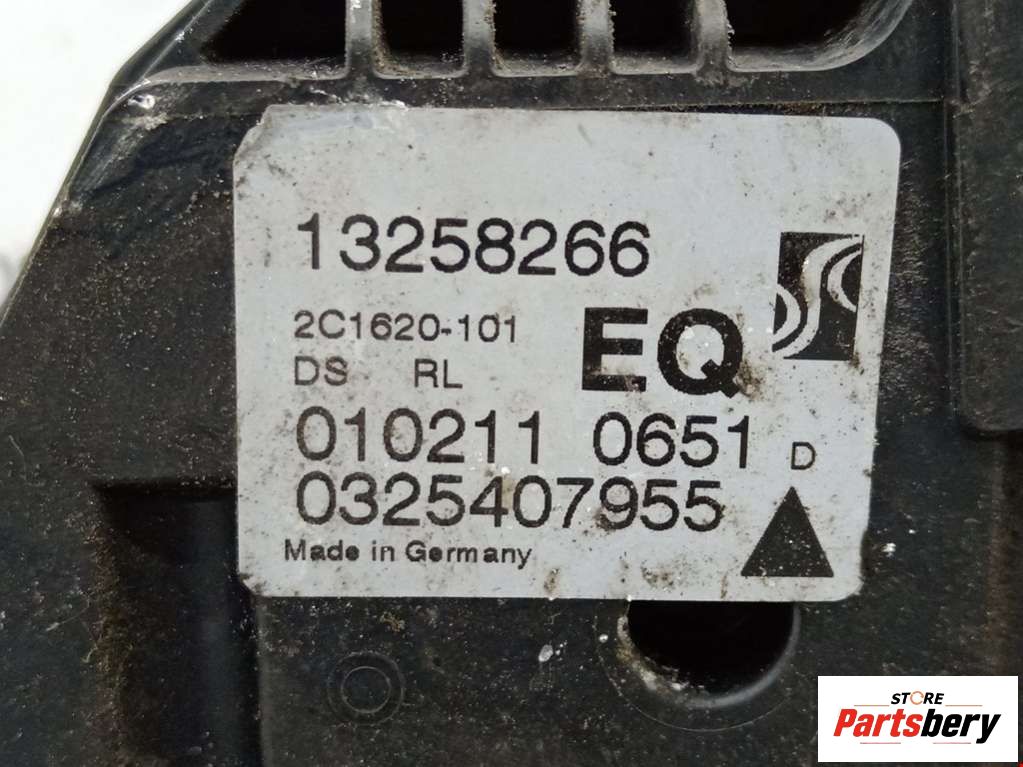 13258266
2C1620-101
EQ
DS RL
010211 0651 D
0325407955
Made in Germany
STORE
Partsbery